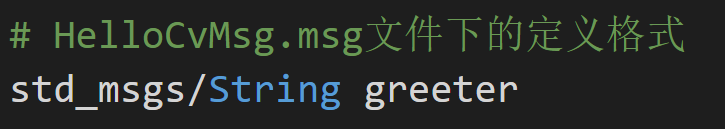 # HelloCvMsg.msg文件下的定义格式
std_msgs/String greeter